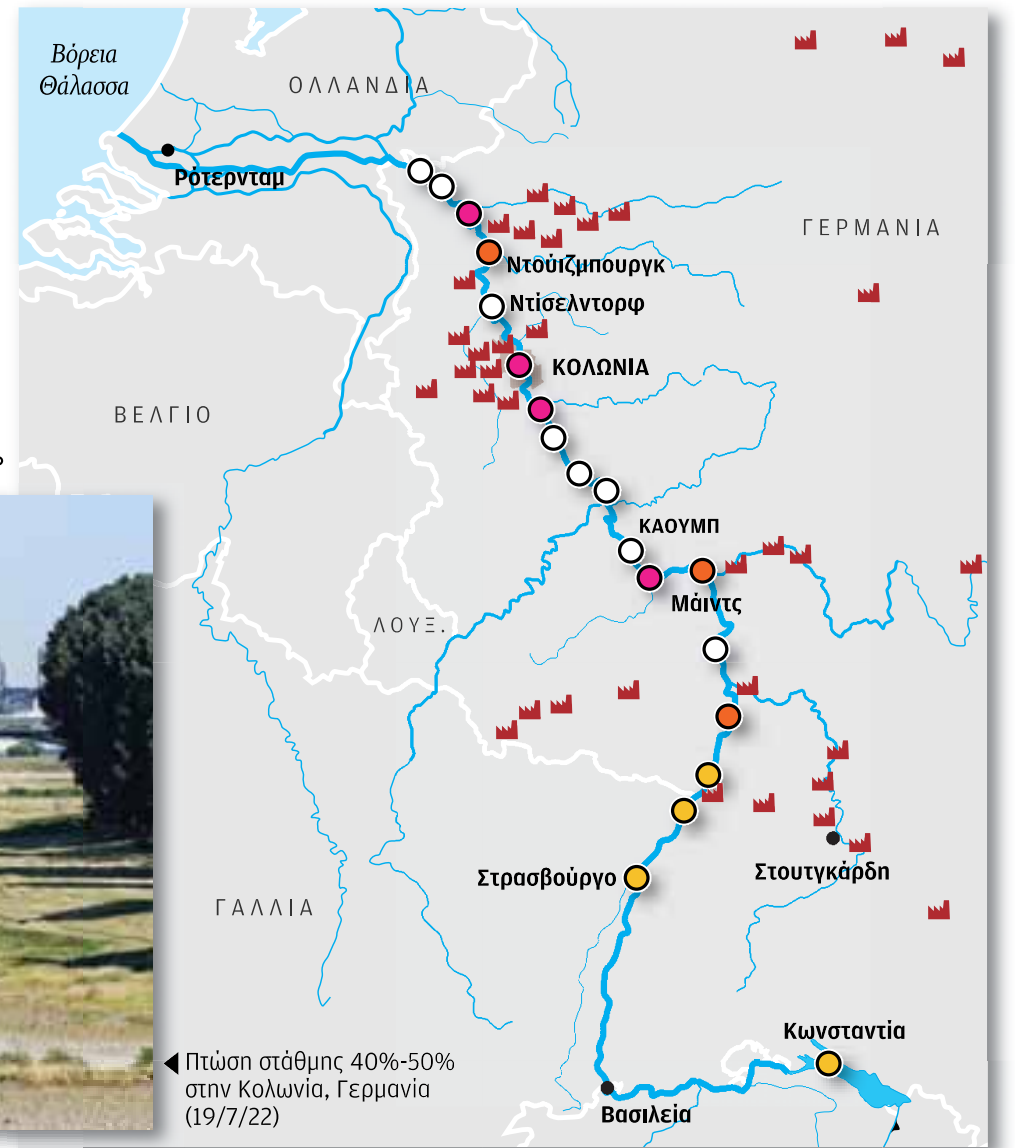 Βόρεια
Θάλασσα
ΟΛΛΑΝΔΙΑ
Ρότερνταμ
ΓΕΡΜΑΝΙΑ
Ντούιζμπουργκ
Ντίσελντορφ
ΚΟΛΩΝΙΑ
ΒΕΛΓΙΟ
ΚΑΟΥΜΠ
Μάιντς
ΛΟΥΞ.
Στρασβούργο
Στουτγκάρδη
ΓΑΛΛΙΑ
Κωνσταντία
Βασιλεία
Πτώση στάθμης 40%-50%
στην Κολωνία, Γερμανία
(19/7/22)